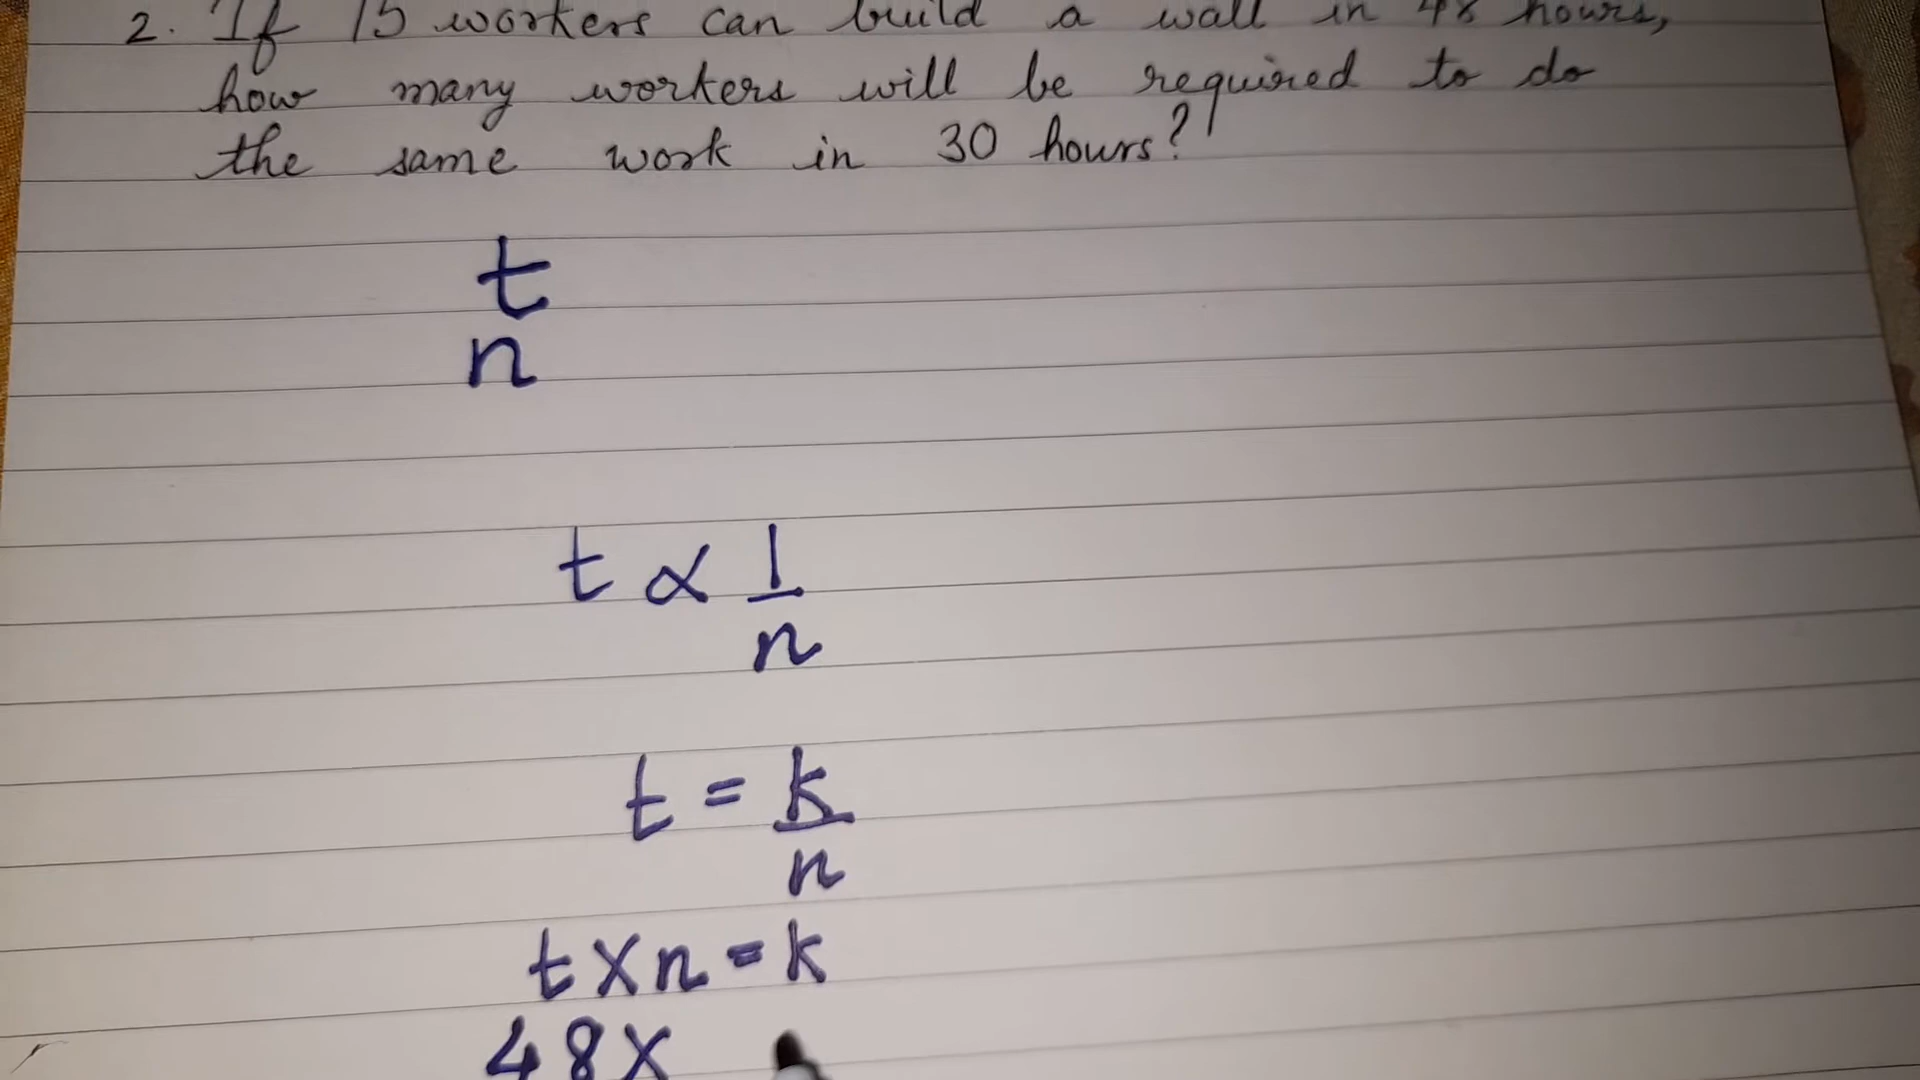 2. If 15 workers can build a wall in 48 hours,
how many workers will be required to do
the same work in 30 hours?
t
n
t ∝ 1/n
t = k/n
t × n = k
48 ×